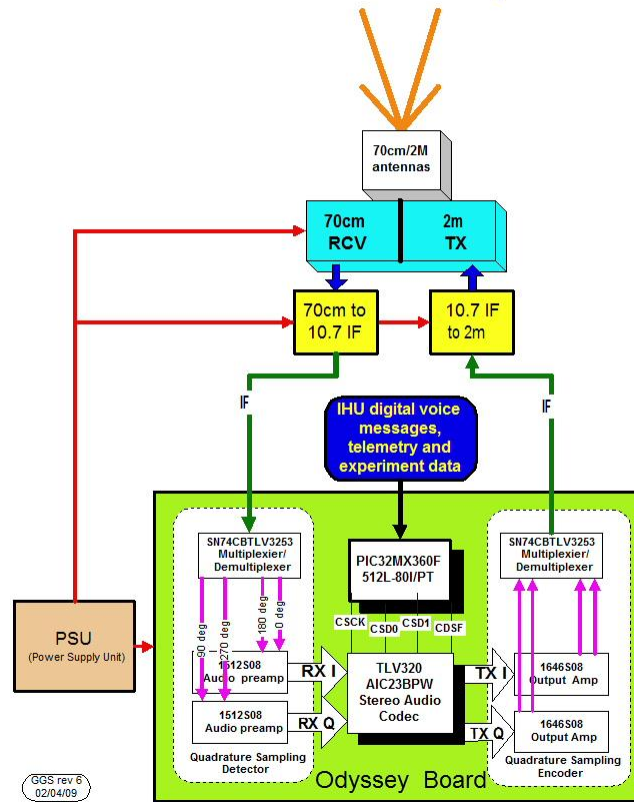 70cm/2M
antennas
70cm
RCV
2m
TX
70cm to
10.7 IF
10.7 IF
to 2m
IF
IF
IHU digital voice
messages,
telemetry and
experiment data
SN74CBTLV3253
Multiplexier/
Demultiplexer
PIC32MX360F
512L-80I/PT
SN74CBTLV3253
Multiplexier/
Demultiplexer
90 deg
270 deg
180 deg
0 deg
CSCK
CSD0
CSD1
CDSF
PSU
(Power Supply Unit)
1512S08
Audio preamp
RX I
TLV320
AIC23BPW
Stereo Audio
Codec
TX I
1646S08
Output Amp
1512S08
Audio preamp
RX Q
TX Q
1646S08
Output Amp
Quadrature Sampling
Detector
Quadrature Sampling
Encoder
Odyssey Board
GGS rev 6
02/04/09